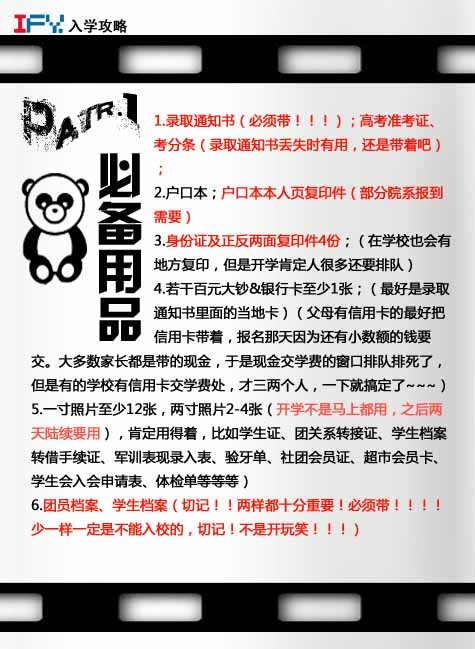 IFY 入学攻略
PATR.1
必备用品
1.录取通知书（必须带！！！）；高考准考证、
考分条（录取通知书丢失时有用，还是带着吧）
；
2.户口本；户口本本人页复印件（部分院系报到
需要）
3.身份证及正反两面复印件4份；（在学校也会有
地方复印，但是开学肯定人很多还要排队）
4.若干百元大钞&银行卡至少1张；（最好是录取
通知书里面的当地卡）（父母有信用卡的最好把
信用卡带着，报名那天因为还有小数额的钱要
交。大多数家长都是带的现金，于是现金交学费的窗口排队排死了，
但是有的学校有信用卡交学费处，才三两个人，一下就搞定了~~~）
5.一寸照片至少12张，两寸照片2-4张（开学不是马上都用，之后两
天陆续要用），肯定用得着，比如学生证、团关系转接证、学生档案
转借手续证、军训表现录入表、验牙单、社团会员证、超市会员卡、
学生会入会申请表、体检单等等等）
6.团员档案、学生档案（切记！！两样都十分重要！必须带！！！！
少一样一定是不能入校的，切记！不是开玩笑！！！）